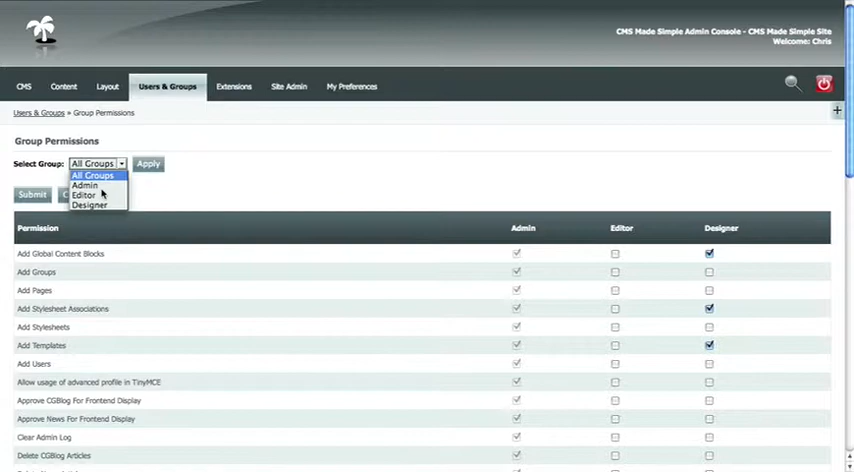 CMS Made Simple Admin Console - CMS Made Simple Site
Welcome: Chris
CMS Content Layout Users & Groups Extensions Site Admin My Preferences
Users & Groups » Group Permissions
Group Permissions
Select Group: All Groups Apply
All Groups
Admin
Editor
Designer
Submit
Permission Admin Editor Designer
Add Global Content Blocks
Add Groups
Add Pages
Add Stylesheet Associations
Add Stylesheets
Add Templates
Add Users
Allow usage of advanced profile in TinyMCE
Approve CGBlog For Frontend Display
Approve News For Frontend Display
Clear Admin Log
Delete CGBlog Articles